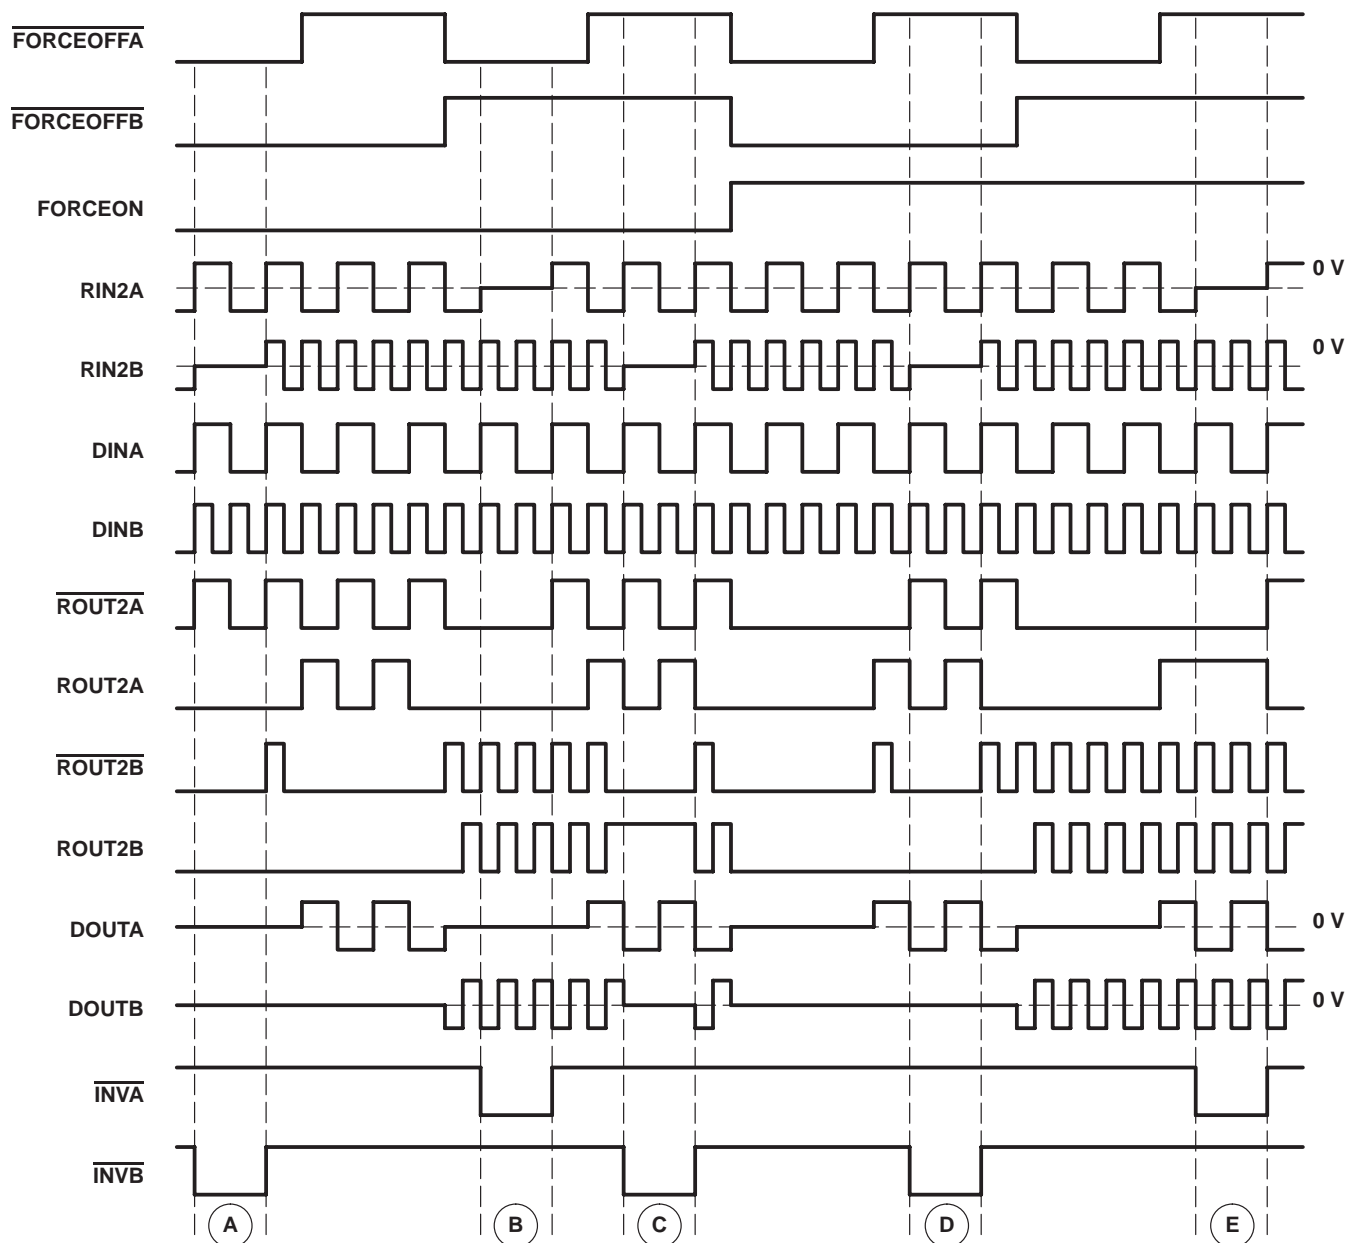 FORCEOFFA
FORCEOFFB
FORCEON
RIN2A
0 V
RIN2B
0 V
DINA
DINB
ROUT2A
ROUT2A
ROUT2B
ROUT2B
DOUTA
0 V
DOUTB
0 V
INVA
INVB
A
B
C
D
E